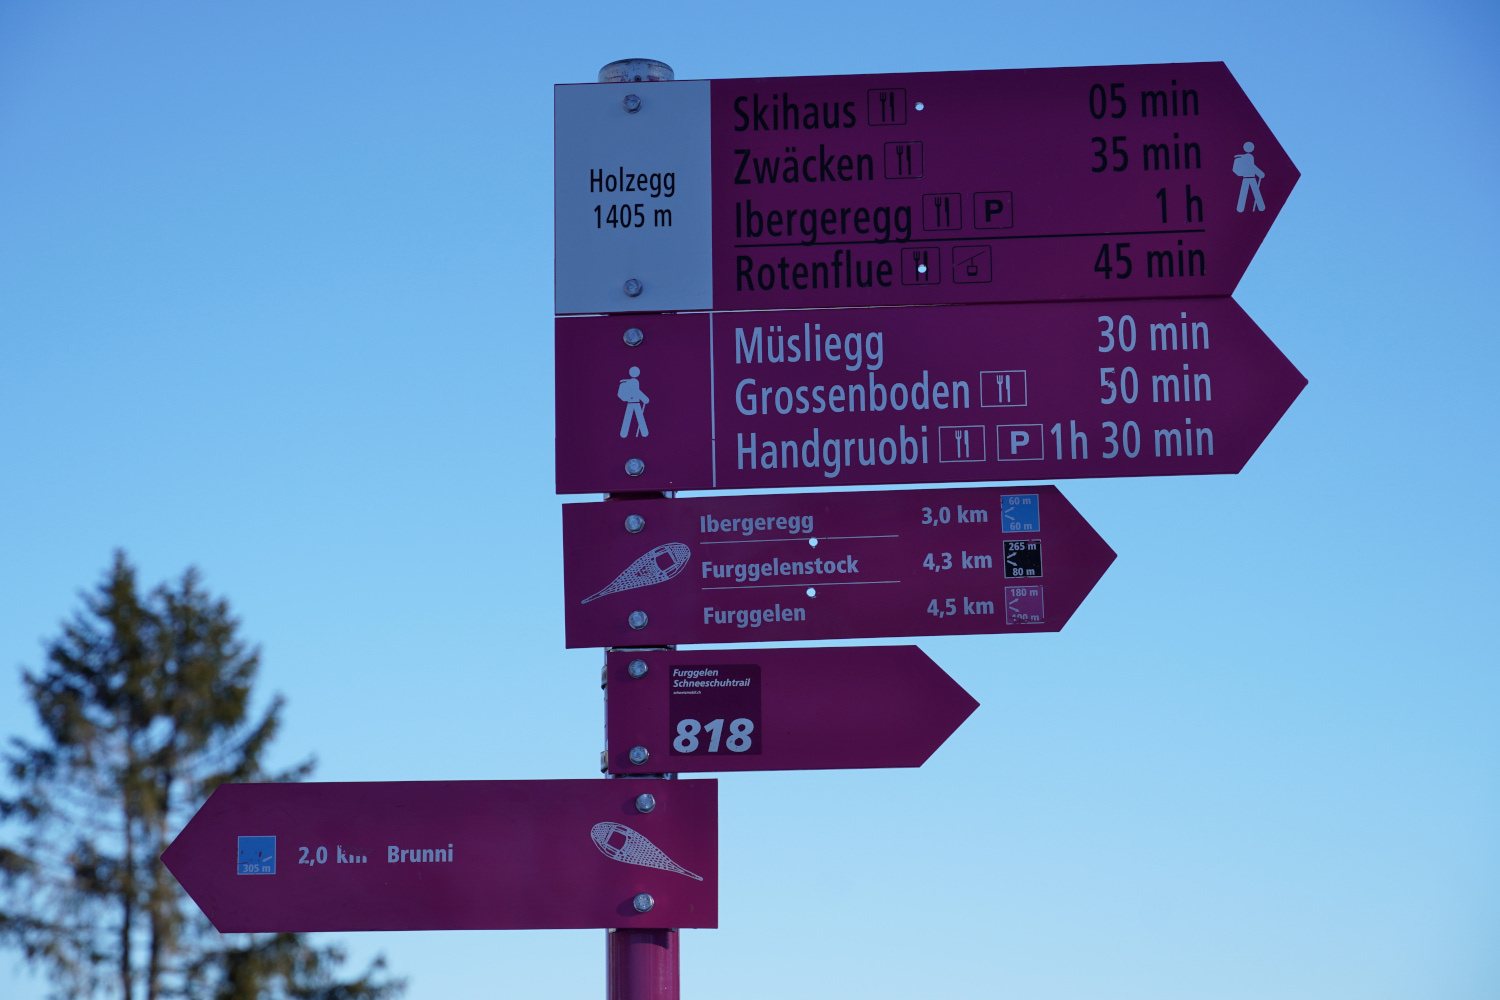 Holzegg
1405 m
Skihaus 05 min
Zwäcken 35 min
Ibergeregg P 1 h
Rotenflue 45 min
Müsliegg 30 min
Grossenboden 50 min
Handgruobi P 1h 30 min
Ibergeregg 3,0 km 60 m 60 m
Furggelenstock 4,3 km 265 m 80 m
Furggelen 4,5 km 180 m
Furggelen
Schneeschuhtrail
818
305 m 2,0 km Brunni